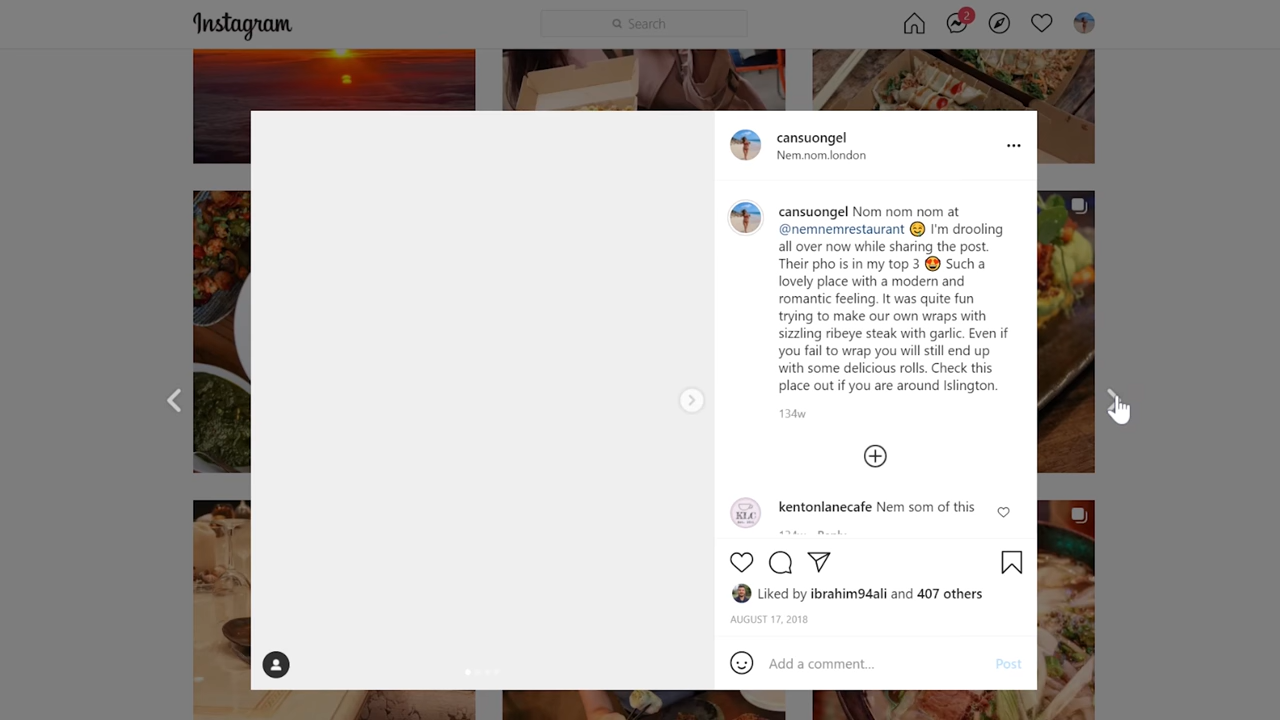 Instagram
Search
2
cansuongel
Nem.nom.london
cansuongel Nom nom nom at
@nemnemrestaurant 😋 I'm drooling
all over now while sharing the post.
Their pho is in my top 3 😍 Such a
lovely place with a modern and
romantic feeling. It was quite fun
trying to make our own wraps with
sizzling ribeye steak with garlic. Even if
you fail to wrap you will still end up
with some delicious rolls. Check this
place out if you are around Islington.
134w
KLC
kentonlanecafe Nem som of this
134w Reply
Liked by ibrahim94ali and 407 others
AUGUST 17, 2018
Add a comment...
Post